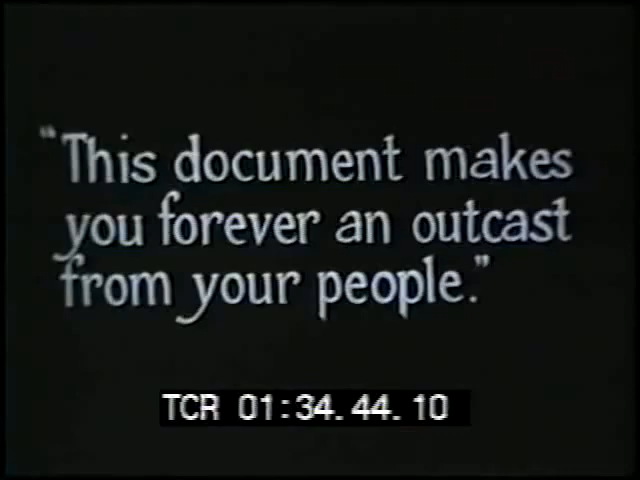 "This document makes
you forever an outcast
from your people."
TCR 01:34.44.10